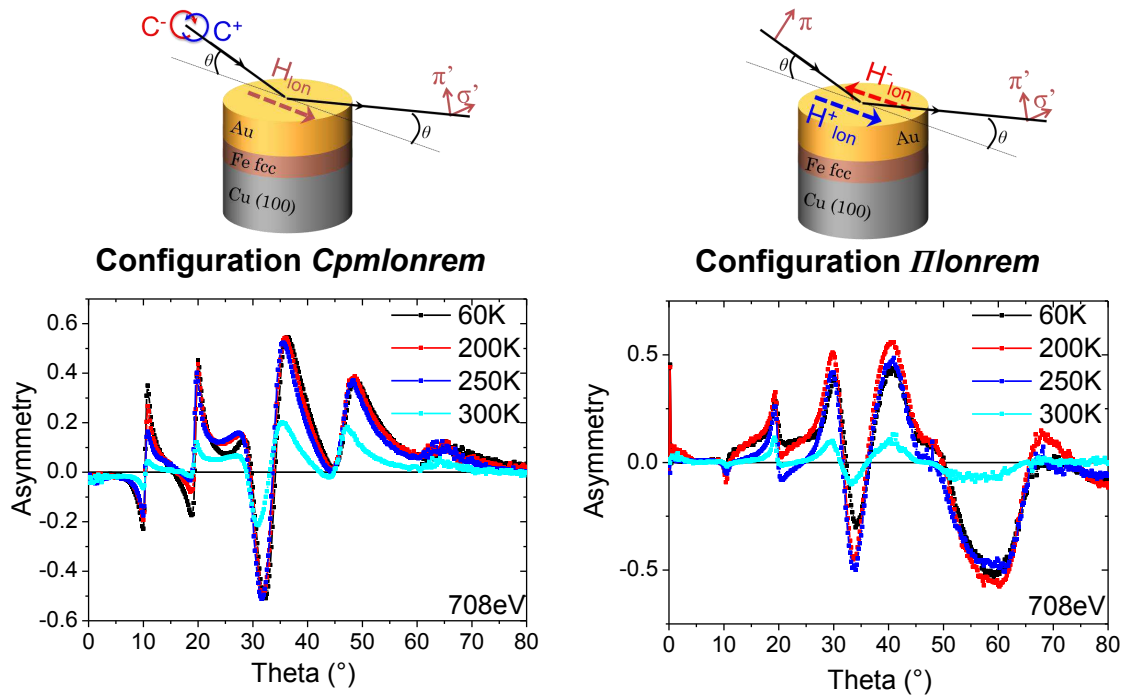 C⁻ C⁺
θ
H_lon
π'
σ'
θ
Au
Fe fcc
Cu (100)
Configuration Cpmlonrem
60K
200K
250K
300K
0.6
0.4
0.2
0.0
-0.2
-0.4
-0.6
Asymmetry
708eV
0 10 20 30 40 50 60 70 80
Theta (°)
π
θ
H⁻_lon
H⁺_lon
π'
σ'
θ
Au
Fe fcc
Cu (100)
Configuration Πlonrem
60K
200K
250K
300K
0.5
0.0
-0.5
Asymmetry
708eV
0 10 20 30 40 50 60 70 80
Theta (°)